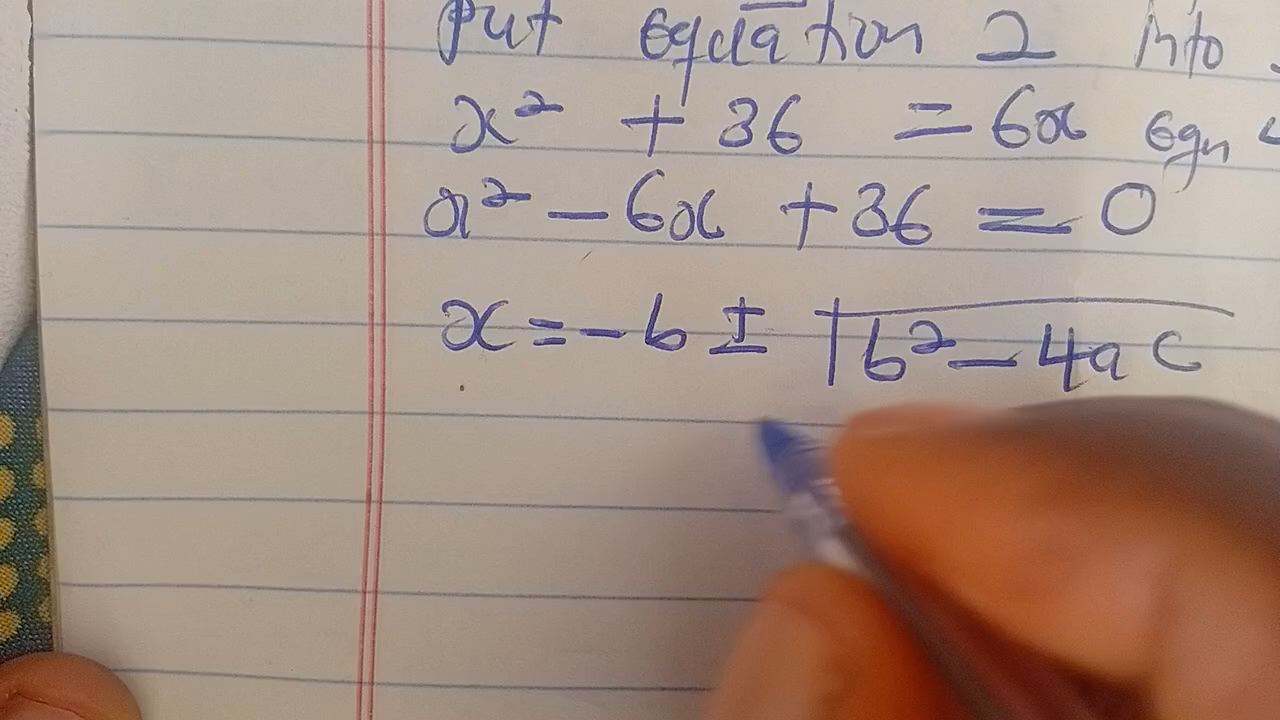 Put equation 2 into
x² + 36 = 6x eqn
x² - 6x + 36 = 0
x = - b ± √b² - 4ac